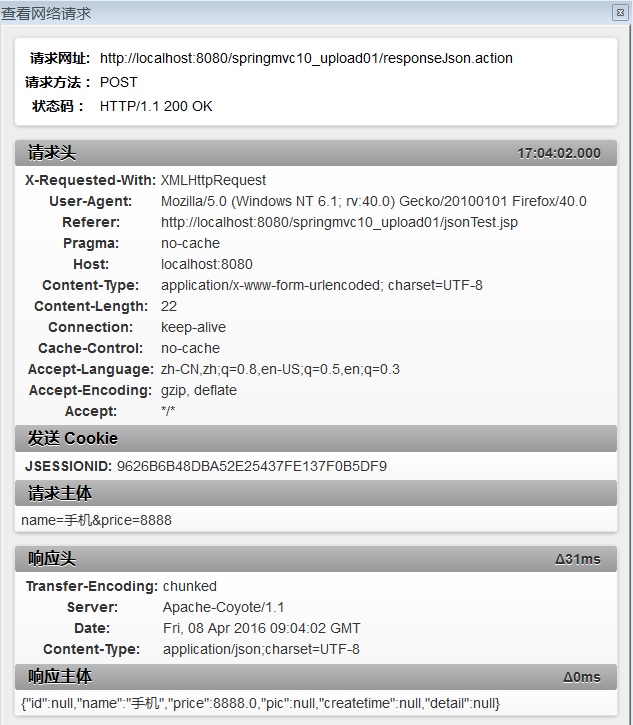 查看网络请求
请求网址: http://localhost:8080/springmvc10_upload01/responseJson.action
请求方法： POST
状态码： HTTP/1.1 200 OK
请求头 17:04:02.000
X-Requested-With: XMLHttpRequest
User-Agent: Mozilla/5.0 (Windows NT 6.1; rv:40.0) Gecko/20100101 Firefox/40.0
Referer: http://localhost:8080/springmvc10_upload01/jsonTest.jsp
Pragma: no-cache
Host: localhost:8080
Content-Type: application/x-www-form-urlencoded; charset=UTF-8
Content-Length: 22
Connection: keep-alive
Cache-Control: no-cache
Accept-Language: zh-CN,zh;q=0.8,en-US;q=0.5,en;q=0.3
Accept-Encoding: gzip, deflate
Accept: */*
发送 Cookie
JSESSIONID: 9626B6B48DBA52E25437FE137F0B5DF9
请求主体
name=手机&price=8888
响应头 Δ31ms
Transfer-Encoding: chunked
Server: Apache-Coyote/1.1
Date: Fri, 08 Apr 2016 09:04:02 GMT
Content-Type: application/json;charset=UTF-8
响应主体 Δ0ms
{"id":null,"name":"手机","price":8888.0,"pic":null,"createtime":null,"detail":null}